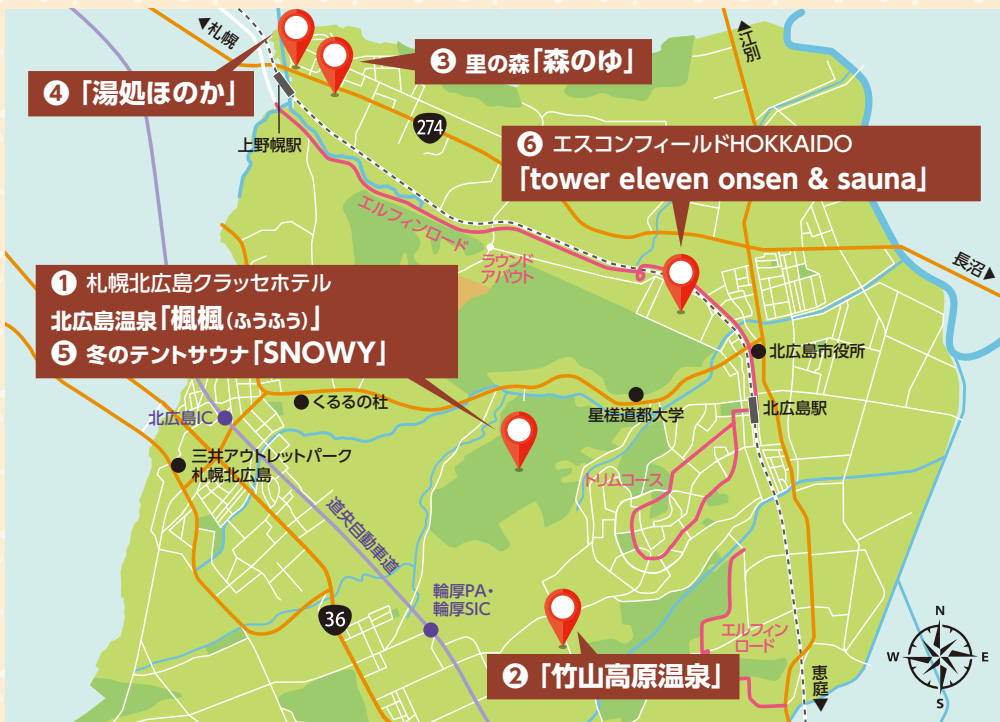 ◀札幌
▲江別
❹「湯処ほのか」
❸ 里の森「森のゆ」
上野幌駅
274
❻ エスコンフィールドHOKKAIDO
「tower eleven onsen & sauna」
エルフィンロード
ラウンド
アバウト
長沼▶
❶ 札幌北広島クラッセホテル
北広島温泉「楓楓(ふうふう)」
❺ 冬のテントサウナ「SNOWY」
北広島市役所
くるるの杜
星槎道都大学
北広島駅
北広島IC
三井アウトレットパーク
札幌北広島
トリムコース
道央自動車道
輪厚PA・
輪厚SIC
36
エルフィン
ロード
❷「竹山高原温泉」
恵庭▼
N
W
E
S